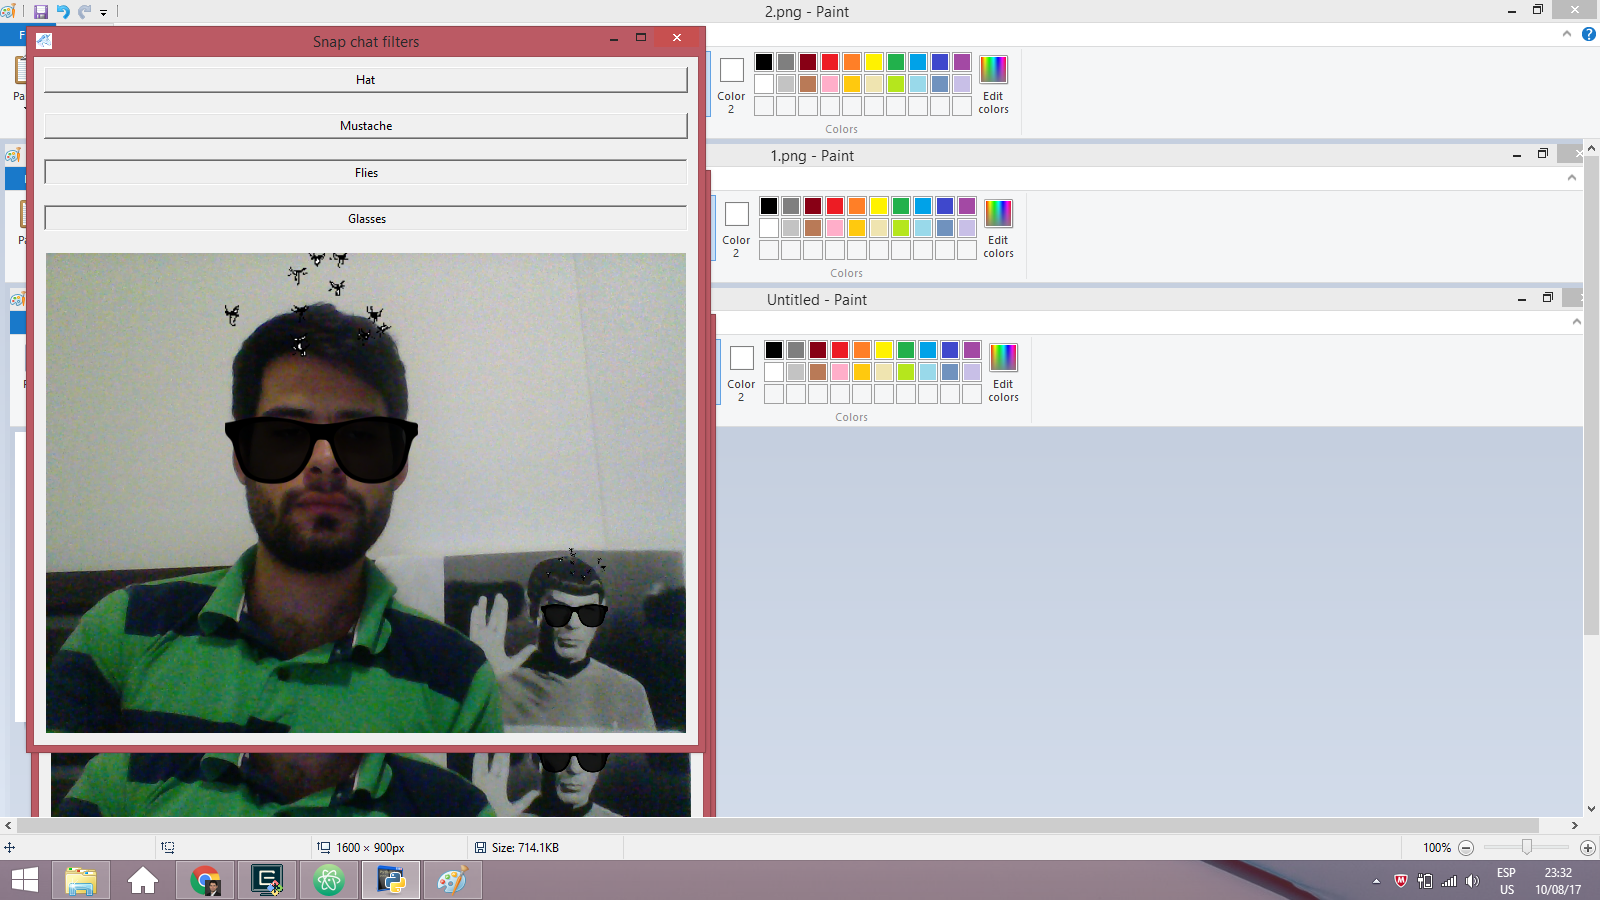 2.png - Paint
F
Snap chat filters
Hat
Mustache
Flies
Glasses
Pa
Color
2
Edit
colors
Colors
1.png - Paint
Pa
Color
2
Edit
colors
Colors
Untitled - Paint
Color
2
Edit
colors
Colors
1600 × 900px
Size: 714.1KB
100%
ESP
US
23:32
10/08/17